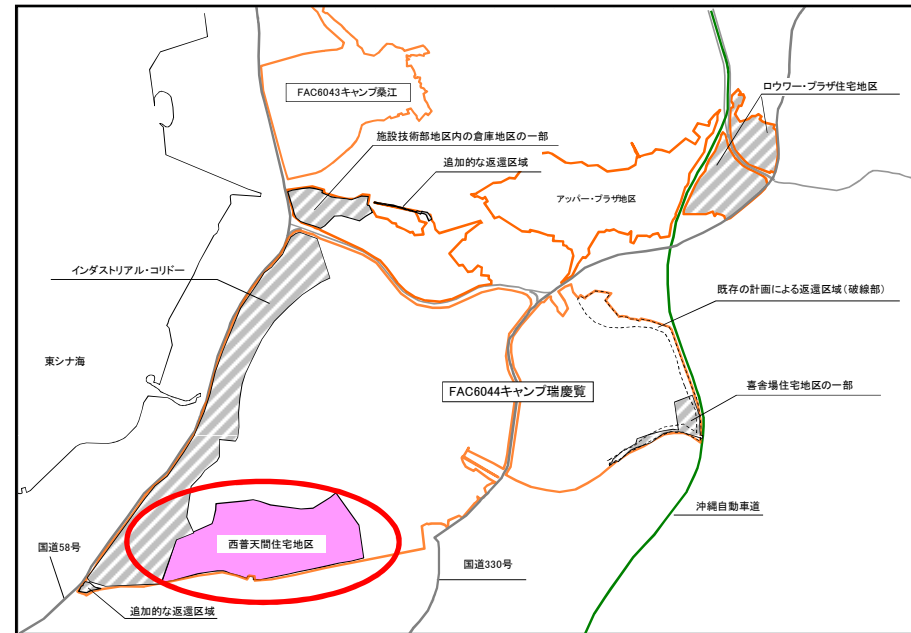 ロウワー・プラザ住宅地区
FAC6043キャンプ桑江
施設技術部地区内の倉庫地区の一部
追加的な返還区域
アッパー・プラザ地区
インダストリアル・コリドー
既存の計画による返還区域(破線部)
東シナ海
FAC6044キャンプ瑞慶覧
喜舎場住宅地区の一部
沖縄自動車道
国道58号
西普天間住宅地区
国道330号
追加的な返還区域